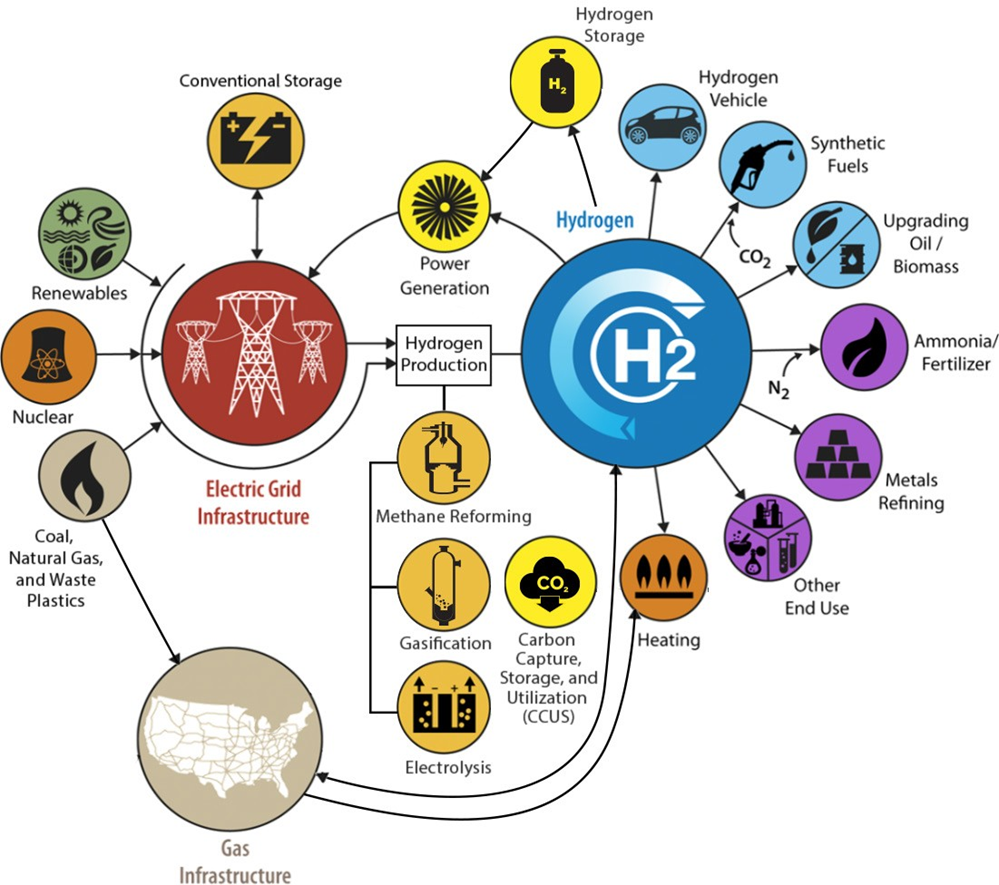 Hydrogen
Storage
H2
Conventional Storage
+ -
Hydrogen
Vehicle
Synthetic
Fuels
CO2
Upgrading
Oil /
Biomass
Renewables
Power
Generation
Hydrogen
H2
Hydrogen
Production
Ammonia/
Fertilizer
N2
Nuclear
Metals
Refining
Electric Grid
Infrastructure
Methane Reforming
Coal,
Natural Gas,
and Waste
Plastics
Other
End Use
Heating
Gasification
CO2
Carbon
Capture,
Storage, and
Utilization
(CCUS)
- +
Electrolysis
Gas
Infrastructure